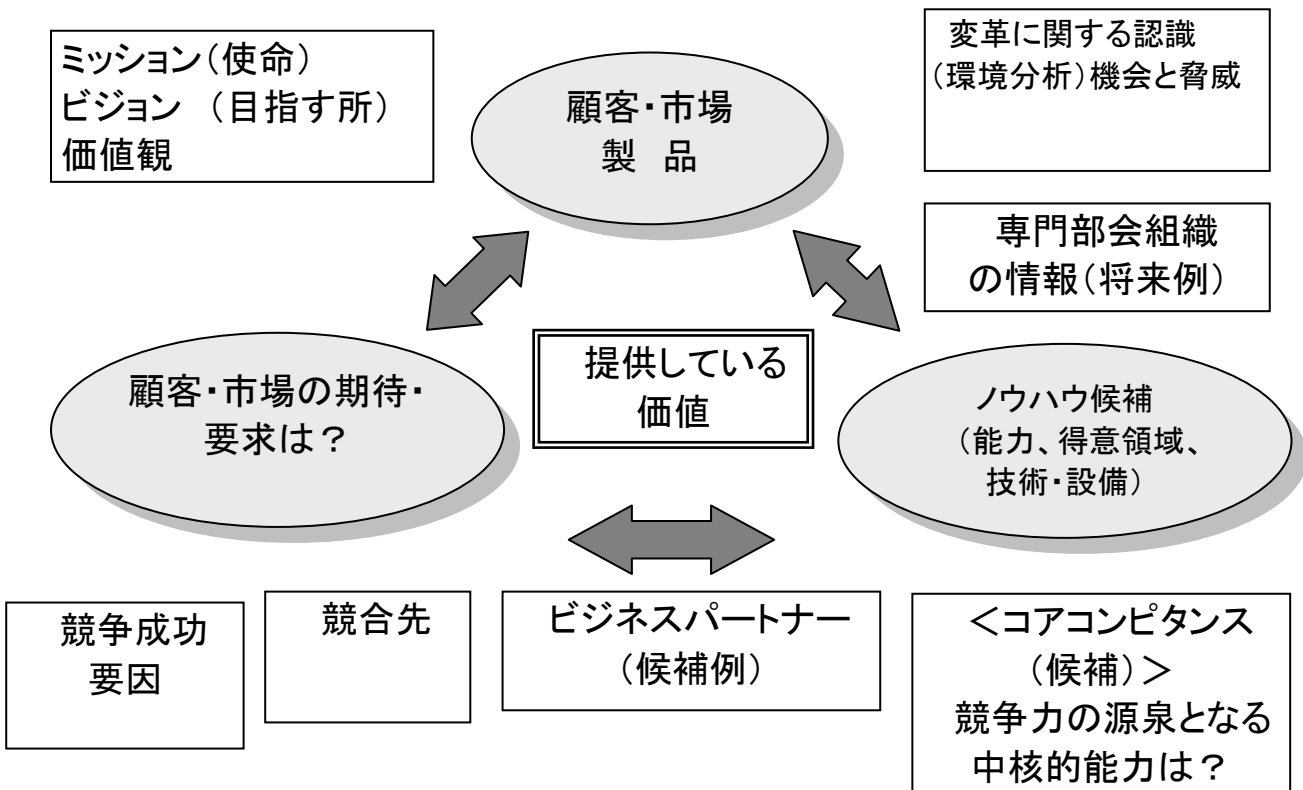 ミッション（使命）
ビジョン　（目指す所）
価値観
顧客・市場
製　品
変革に関する認識
（環境分析）機会と脅威
専門部会組織
の情報（将来例）
顧客・市場の期待・
要求は？
提供している
価値
ノウハウ候補
（能力、得意領域、
技術・設備）
競争成功
要因
競合先
ビジネスパートナー
（候補例）
＜コアコンピタンス
（候補）＞
競争力の源泉となる
中核的能力は？